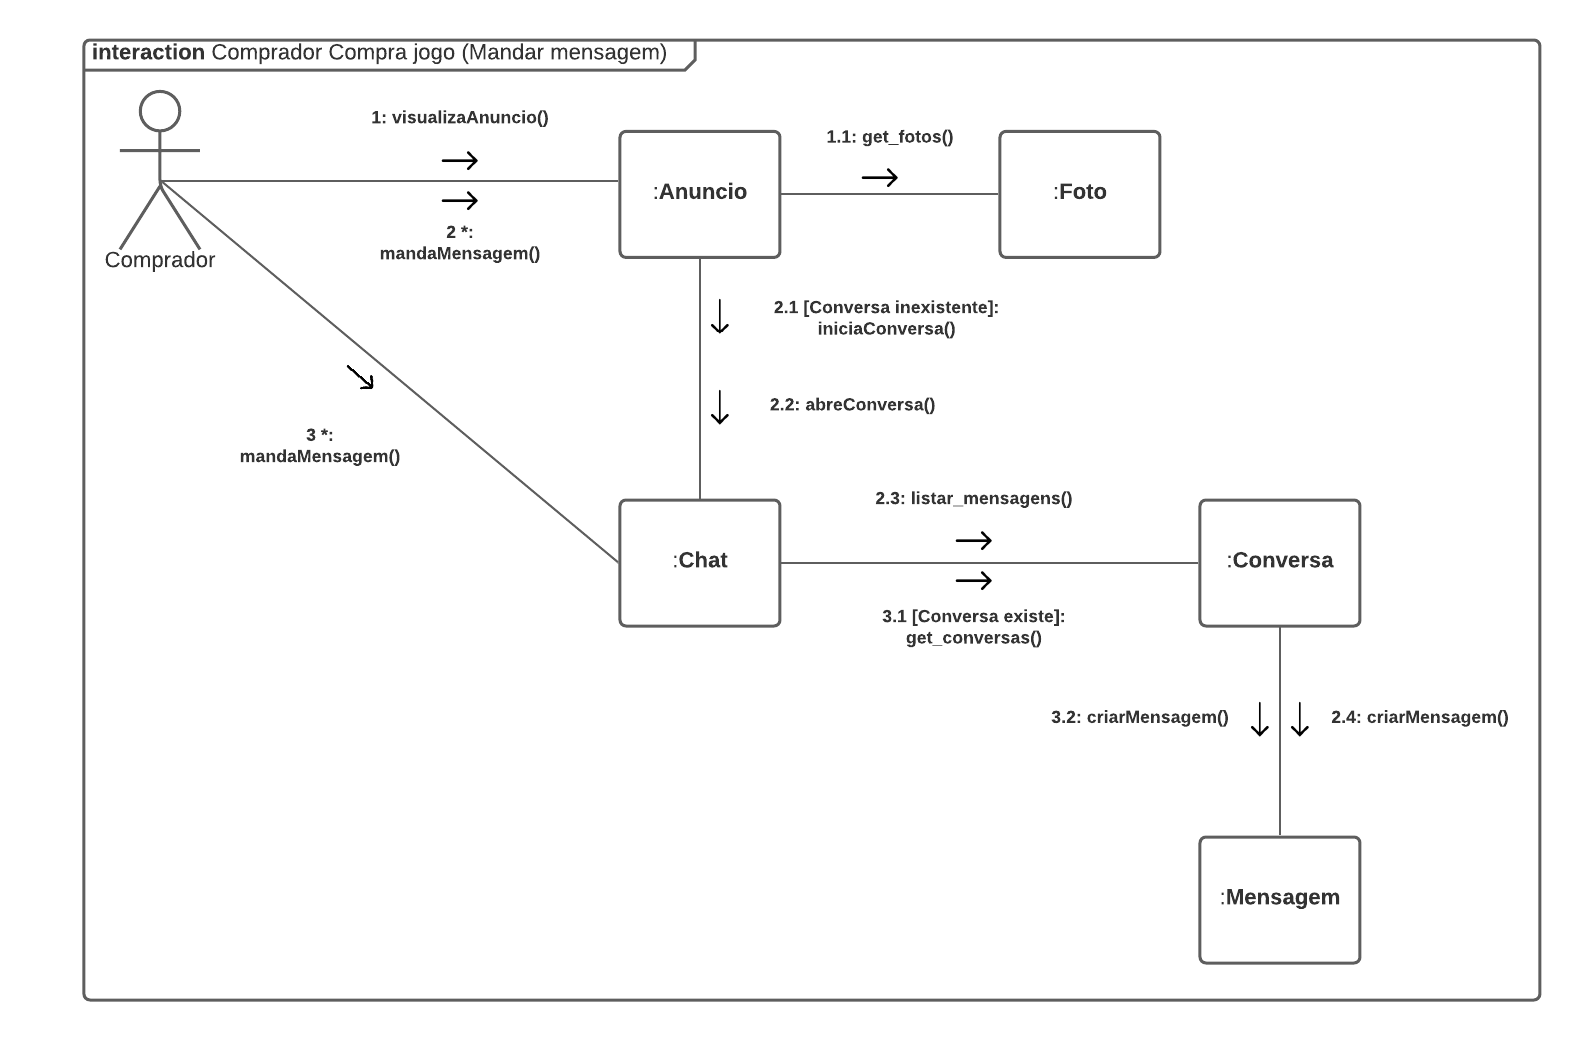 interaction Comprador Compra jogo (Mandar mensagem)
1: visualizaAnuncio()
1.1: get_fotos()
:Anuncio
:Foto
2 *:
mandaMensagem()
Comprador
2.1 [Conversa inexistente]:
iniciaConversa()
2.2: abreConversa()
3 *:
mandaMensagem()
2.3: listar_mensagens()
:Chat
:Conversa
3.1 [Conversa existe]:
get_conversas()
3.2: criarMensagem()
2.4: criarMensagem()
:Mensagem